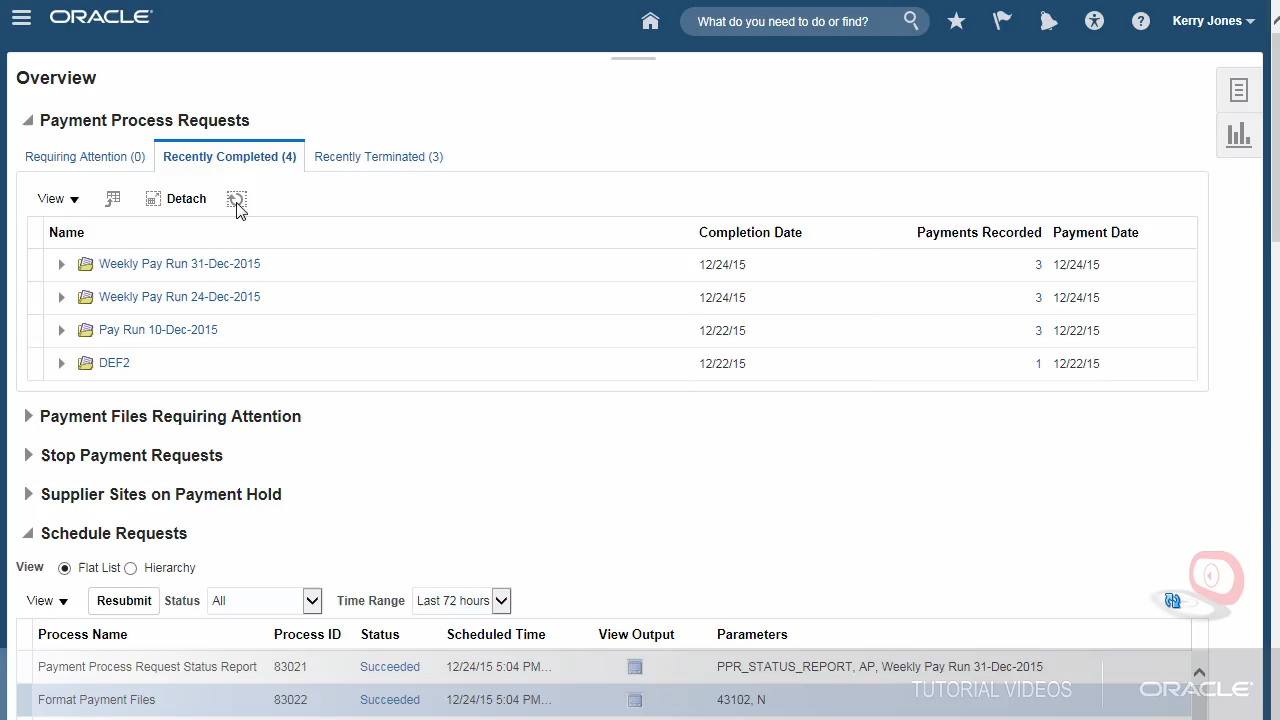 ORACLE
What do you need to do or find?
Kerry Jones
Overview
Payment Process Requests
Requiring Attention (0) Recently Completed (4) Recently Terminated (3)
View Detach
Name Completion Date Payments Recorded Payment Date
Weekly Pay Run 31-Dec-2015 12/24/15 3 12/24/15
Weekly Pay Run 24-Dec-2015 12/24/15 3 12/24/15
Pay Run 10-Dec-2015 12/22/15 3 12/22/15
DEF2 12/22/15 1 12/22/15
Payment Files Requiring Attention
Stop Payment Requests
Supplier Sites on Payment Hold
Schedule Requests
View Flat List Hierarchy
View Resubmit Status All Time Range Last 72 hours
Process Name Process ID Status Scheduled Time View Output Parameters
Payment Process Request Status Report 83021 Succeeded 12/24/15 5:04 PM... PPR_STATUS_REPORT, AP, Weekly Pay Run 31-Dec-2015
Format Payment Files 83022 Succeeded 12/24/15 5:04 PM... 43102, N
TUTORIAL VIDEOS ORACLE